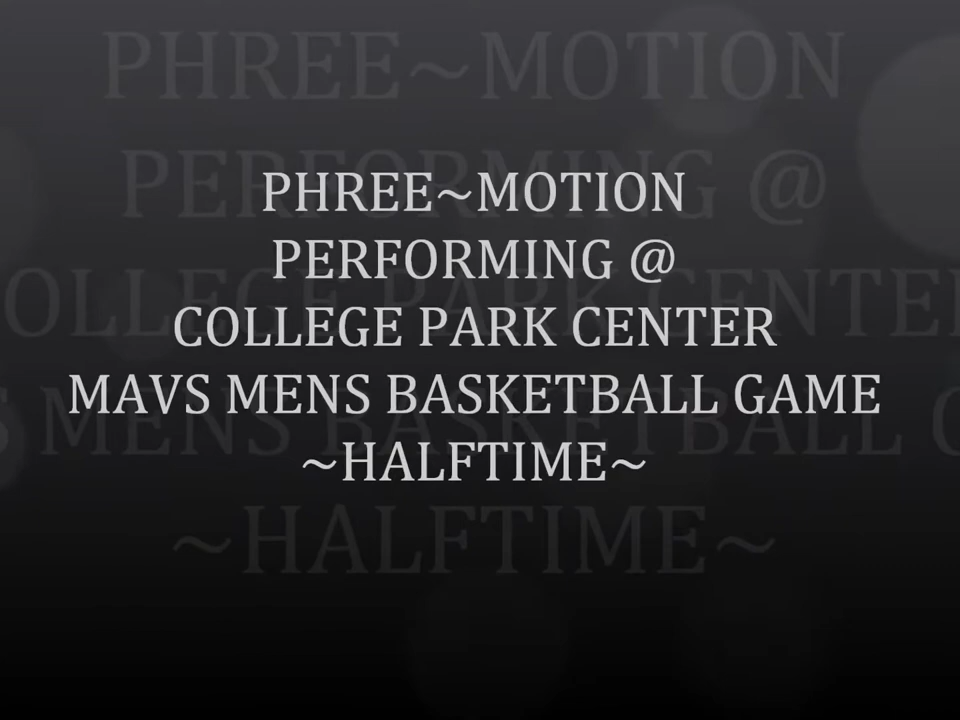 PHREE~MOTION
PERFORMING @
COLLEGE PARK CENTER
MAVS MENS BASKETBALL GAME
~HALFTIME~